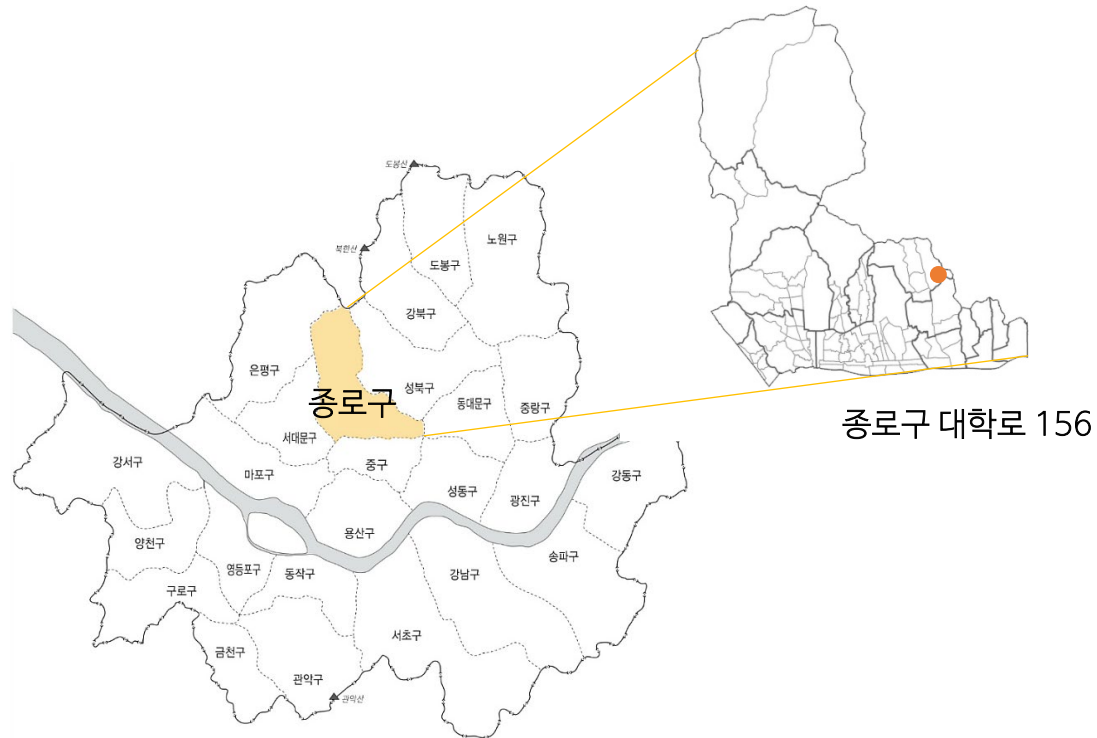 도봉산
북한산
노원구
도봉구
강북구
은평구
종로구
성북구
동대문구
중랑구
서대문구
종로구 대학로 156
강서구
마포구
중구
강동구
성동구
광진구
용산구
양천구
영등포구
동작구
강남구
송파구
구로구
서초구
금천구
관악구
관악산